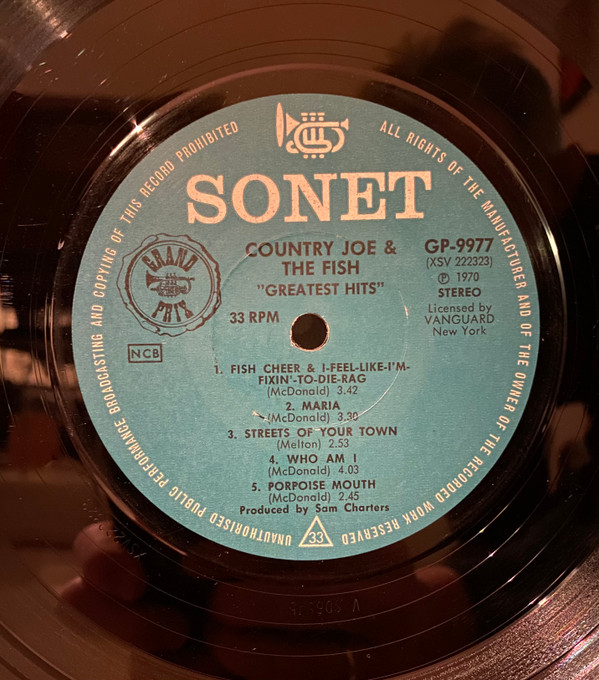 SONET
GRAND
PRIX
NCB
COUNTRY JOE &
THE FISH
"GREATEST HITS"
33 RPM
GP-9977
(XSV 222323)
Ⓟ 1970
STEREO
Licensed by
VANGUARD
New York
1. FISH CHEER & I-FEEL-LIKE-I'M-
FIXIN'-TO-DIE-RAG
(McDonald) 3.42
2. MARIA
(McDonald) 3.30
3. STREETS OF YOUR TOWN
(Melton) 2.53
4. WHO AM I
(McDonald) 4.03
5. PORPOISE MOUTH
(McDonald) 2.45
Produced by Sam Charters
33
ALL RIGHTS OF THE MANUFACTURER AND OF THE OWNER OF THE RECORDED WORK RESERVED
UNAUTHORISED PUBLIC PERFORMANCE BROADCASTING AND COPYING OF THIS RECORD PROHIBITED